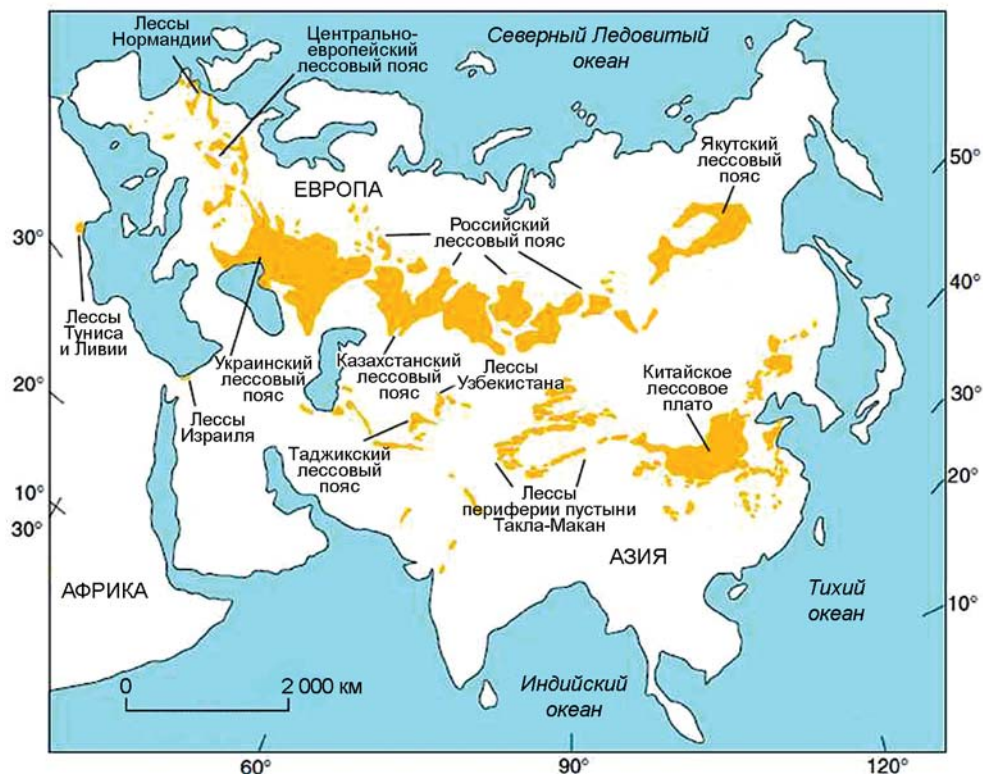 Лессы
Нормандии
Центрально-
европейский
лессовый пояс
Северный Ледовитый
океан
Якутский
лессовый
пояс
50°
ЕВРОПА
Российский
лессовый пояс
30°
40°
Лессы
Туниса
и Ливии
Украинский
лессовый
пояс
Казахстанский
лессовый
пояс
Лессы
Узбекистана
Китайское
лессовое
плато
20°
30°
Лессы
Израиля
Таджикский
лессовый
пояс
Лессы
периферии пустыни
Такла-Макан
20°
10°
30°
АЗИЯ
АФРИКА
Тихий
океан
10°
0
2 000 км
Индийский
океан
60°
90°
120°